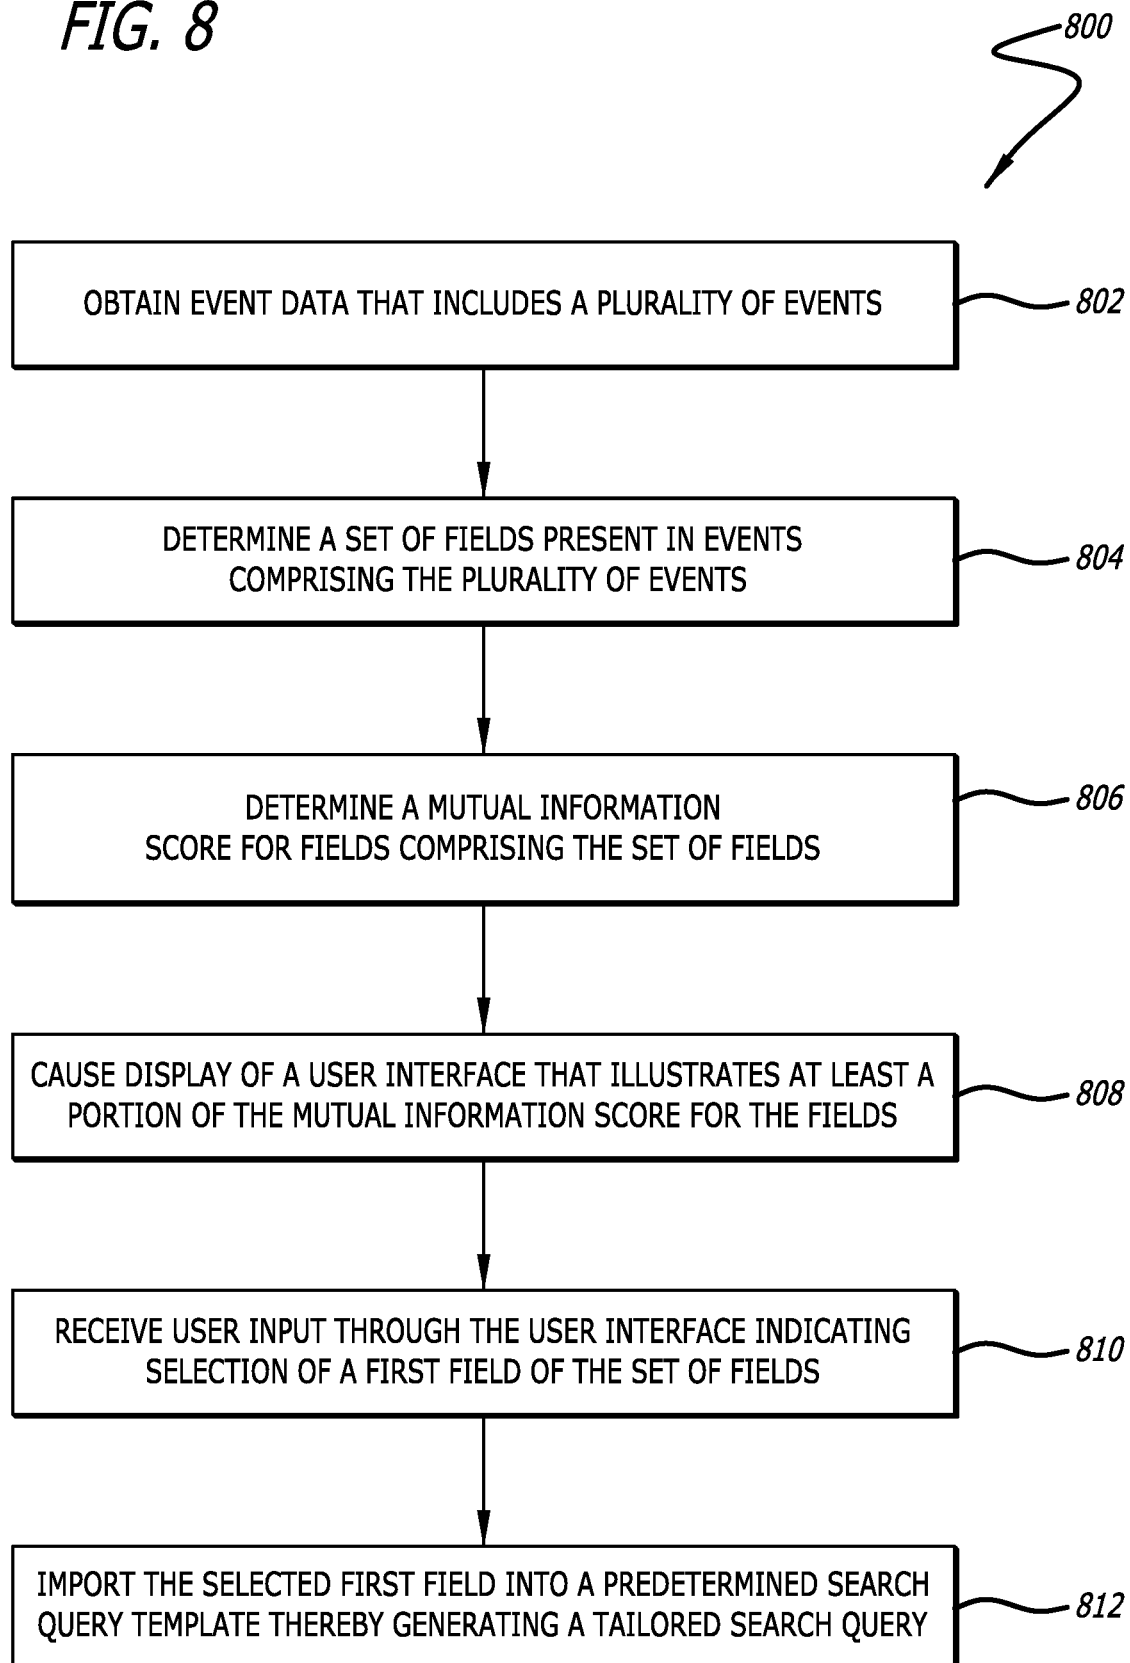 FIG. 8
800
OBTAIN EVENT DATA THAT INCLUDES A PLURALITY OF EVENTS
802
DETERMINE A SET OF FIELDS PRESENT IN EVENTS
COMPRISING THE PLURALITY OF EVENTS
804
DETERMINE A MUTUAL INFORMATION
SCORE FOR FIELDS COMPRISING THE SET OF FIELDS
806
CAUSE DISPLAY OF A USER INTERFACE THAT ILLUSTRATES AT LEAST A
PORTION OF THE MUTUAL INFORMATION SCORE FOR THE FIELDS
808
RECEIVE USER INPUT THROUGH THE USER INTERFACE INDICATING
SELECTION OF A FIRST FIELD OF THE SET OF FIELDS
810
IMPORT THE SELECTED FIRST FIELD INTO A PREDETERMINED SEARCH
QUERY TEMPLATE THEREBY GENERATING A TAILORED SEARCH QUERY
812